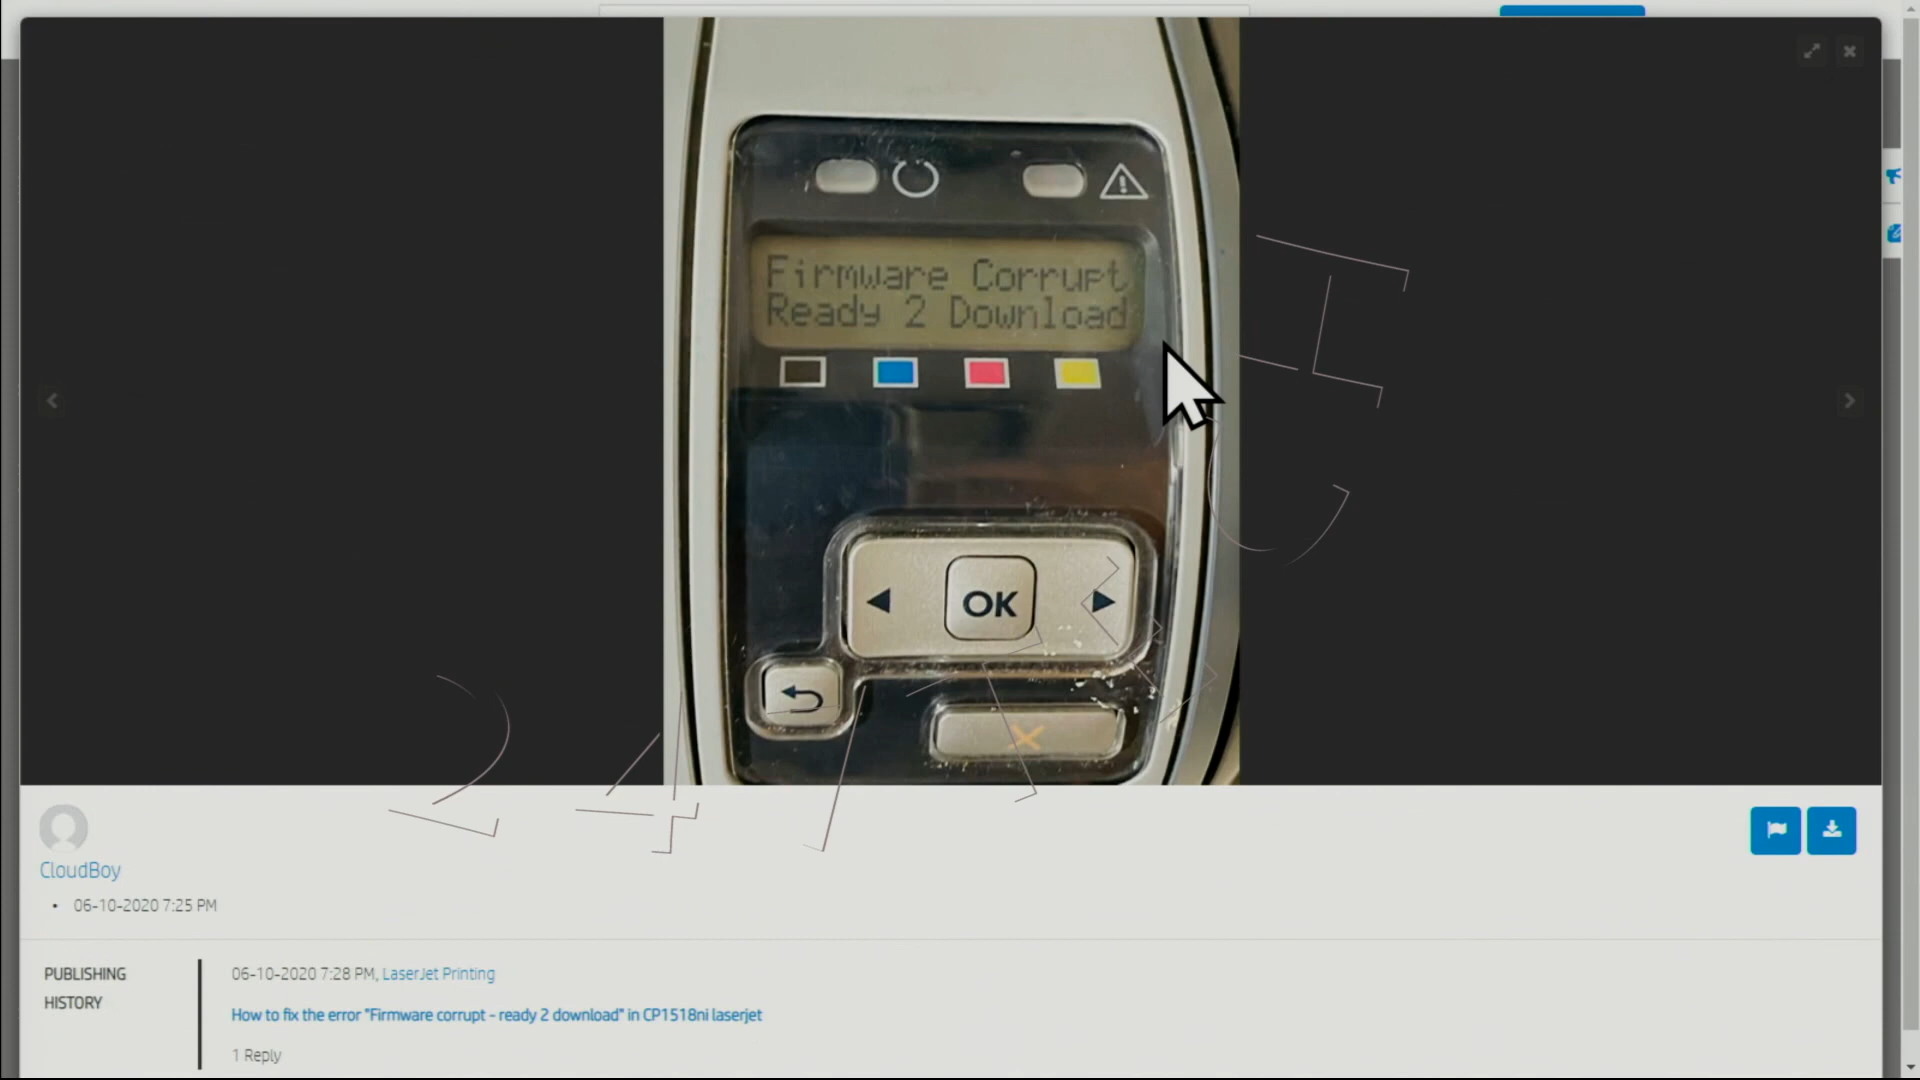 Firmware Corrupt
Ready 2 Download
OK
CloudBoy
• 06-10-2020 7:25 PM
PUBLISHING
HISTORY
06-10-2020 7:28 PM, LaserJet Printing
How to fix the error "Firmware corrupt - ready 2 download" in CP1518ni laserjet
1 Reply